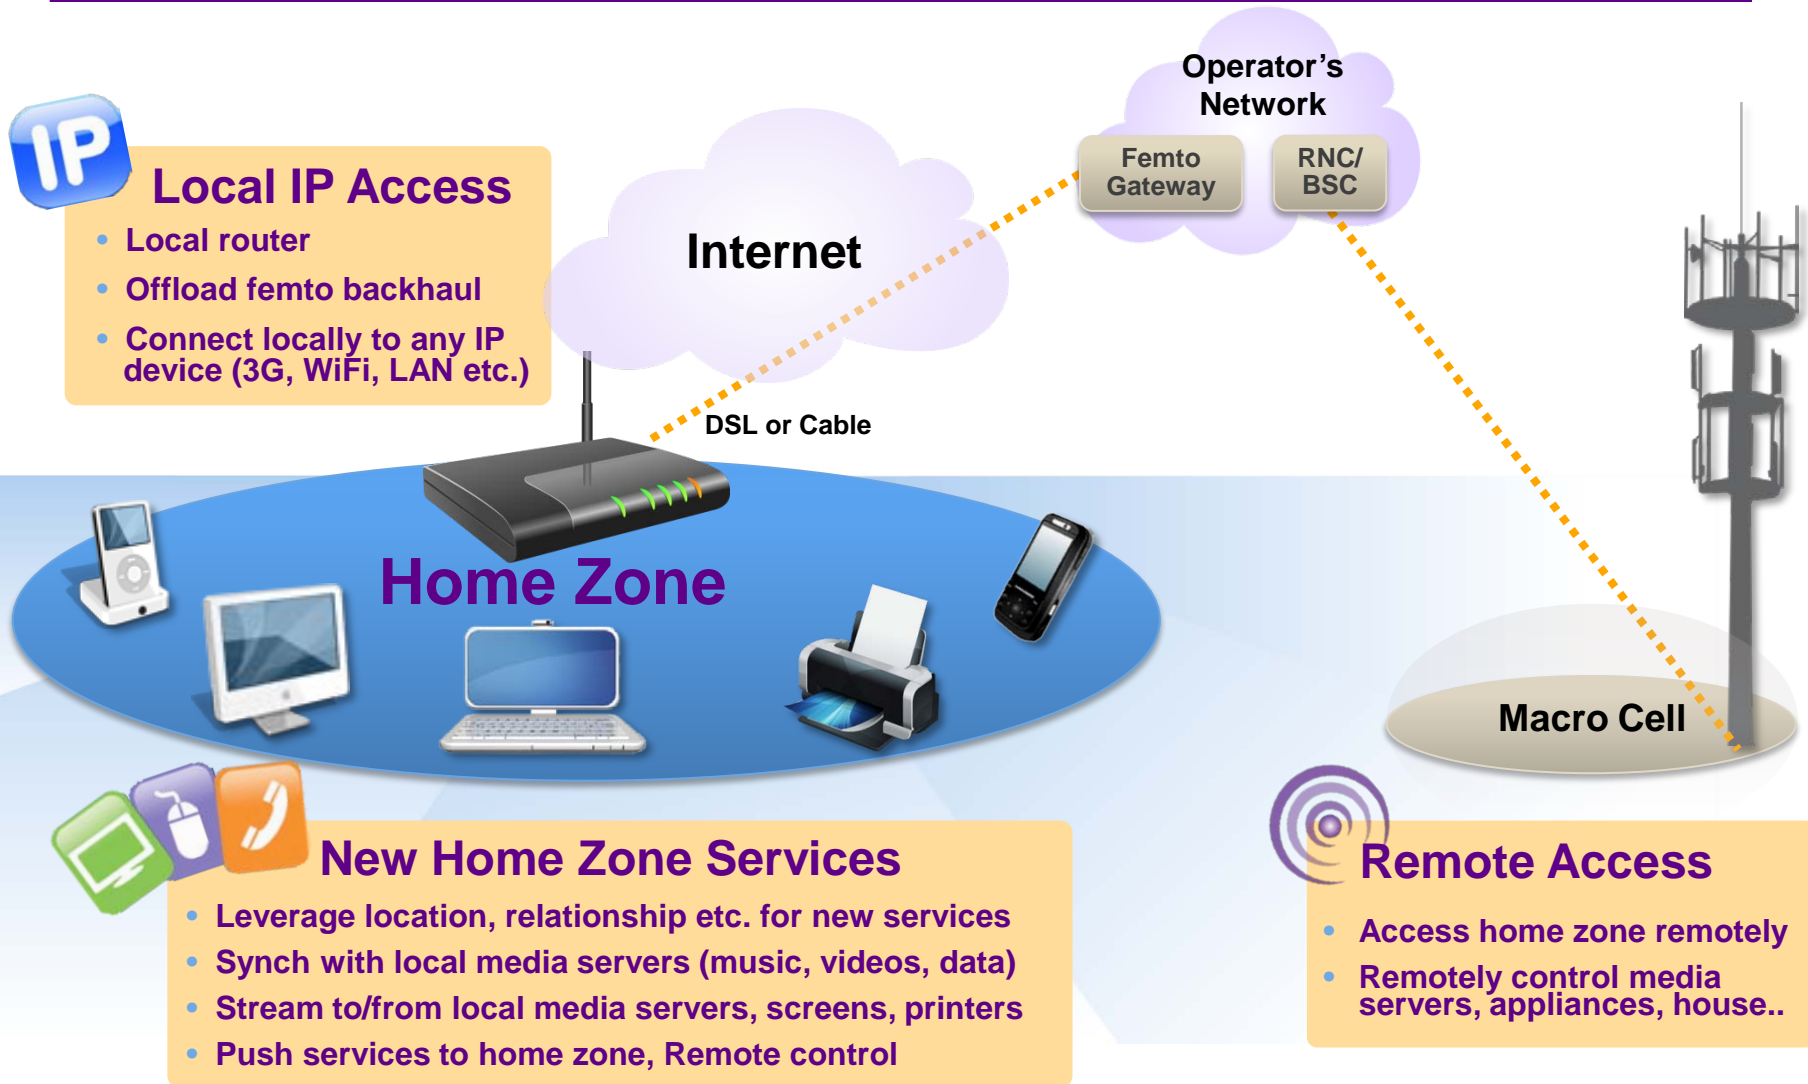 Operator’s
Network
Femto
Gateway
RNC/
BSC
IP
Local IP Access
• Local router
• Offload femto backhaul
• Connect locally to any IP
device (3G, WiFi, LAN etc.)
Internet
DSL or Cable
Home Zone
Macro Cell
New Home Zone Services
• Leverage location, relationship etc. for new services
• Synch with local media servers (music, videos, data)
• Stream to/from local media servers, screens, printers
• Push services to home zone, Remote control
Remote Access
• Access home zone remotely
• Remotely control media
servers, appliances, house..